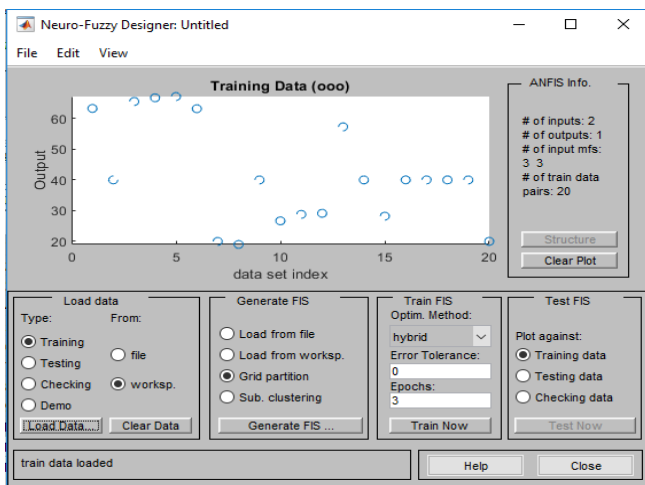 Neuro-Fuzzy Designer: Untitled
File Edit View
Training Data (ooo)
Output
60
50
40
30
20
0 5 10 15 20
data set index
ANFIS Info.
# of inputs: 2
# of outputs: 1
# of input mfs:
3 3
# of train data
pairs: 20
Structure
Clear Plot
Load data
Type: From:
Training
Testing
Checking
Demo
file
worksp.
Load Data...
Clear Data
Generate FIS
Load from file
Load from worksp.
Grid partition
Sub. clustering
Generate FIS ...
Train FIS
Optim. Method:
hybrid
Error Tolerance:
0
Epochs:
3
Train Now
Test FIS
Plot against:
Training data
Testing data
Checking data
Test Now
train data loaded
Help
Close